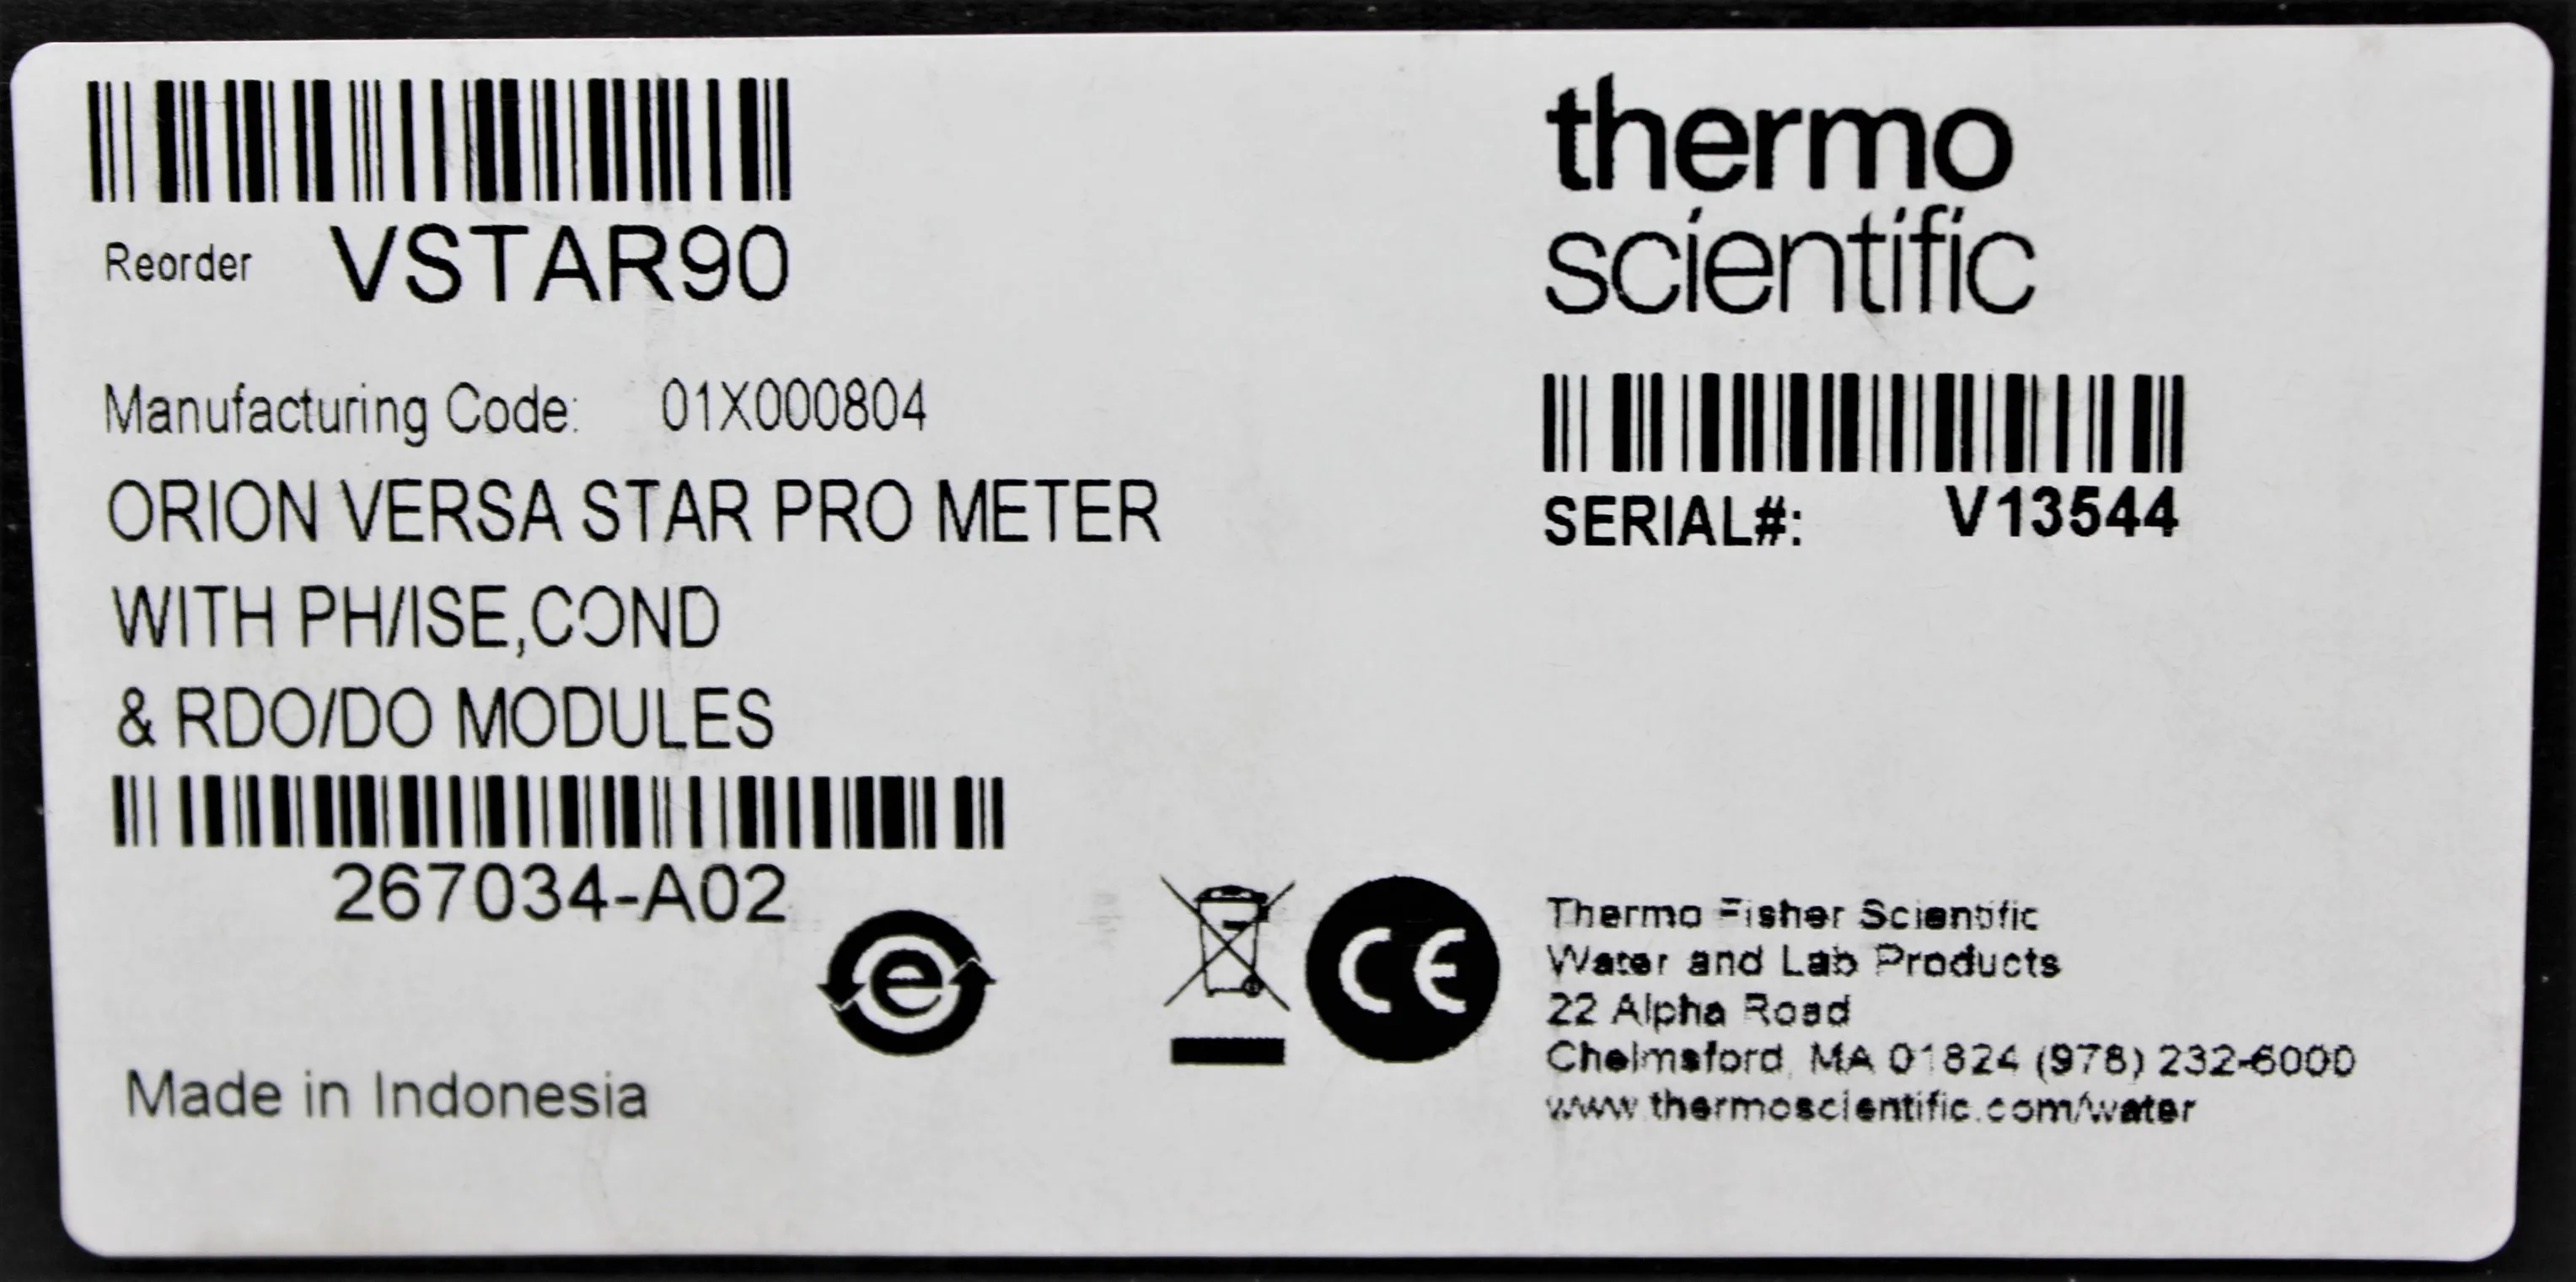 thermo
scientific
Reorder VSTAR90
Manufacturing Code: 01X000804
ORION VERSA STAR PRO METER
WITH PH/ISE,COND
& RDO/DO MODULES
267034-A02
Made in Indonesia
SERIAL#: V13544
e
CE
Thermo Fisher Scientific
Water and Lab Products
22 Alpha Road
Chelmsford, MA 01824 (978) 232-6000
www.thermoscientific.com/water